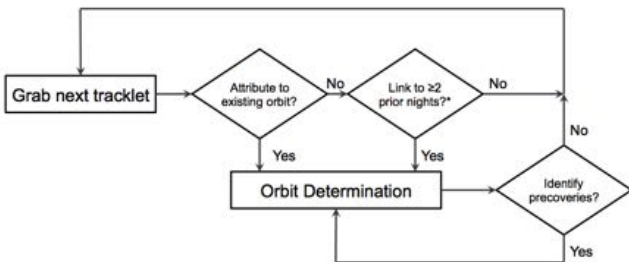 Grab next tracklet
Attribute to
existing orbit?
No
Link to ≥2
prior nights?*
No
No
Yes
Yes
Orbit Determination
Identify
precoveries?
Yes